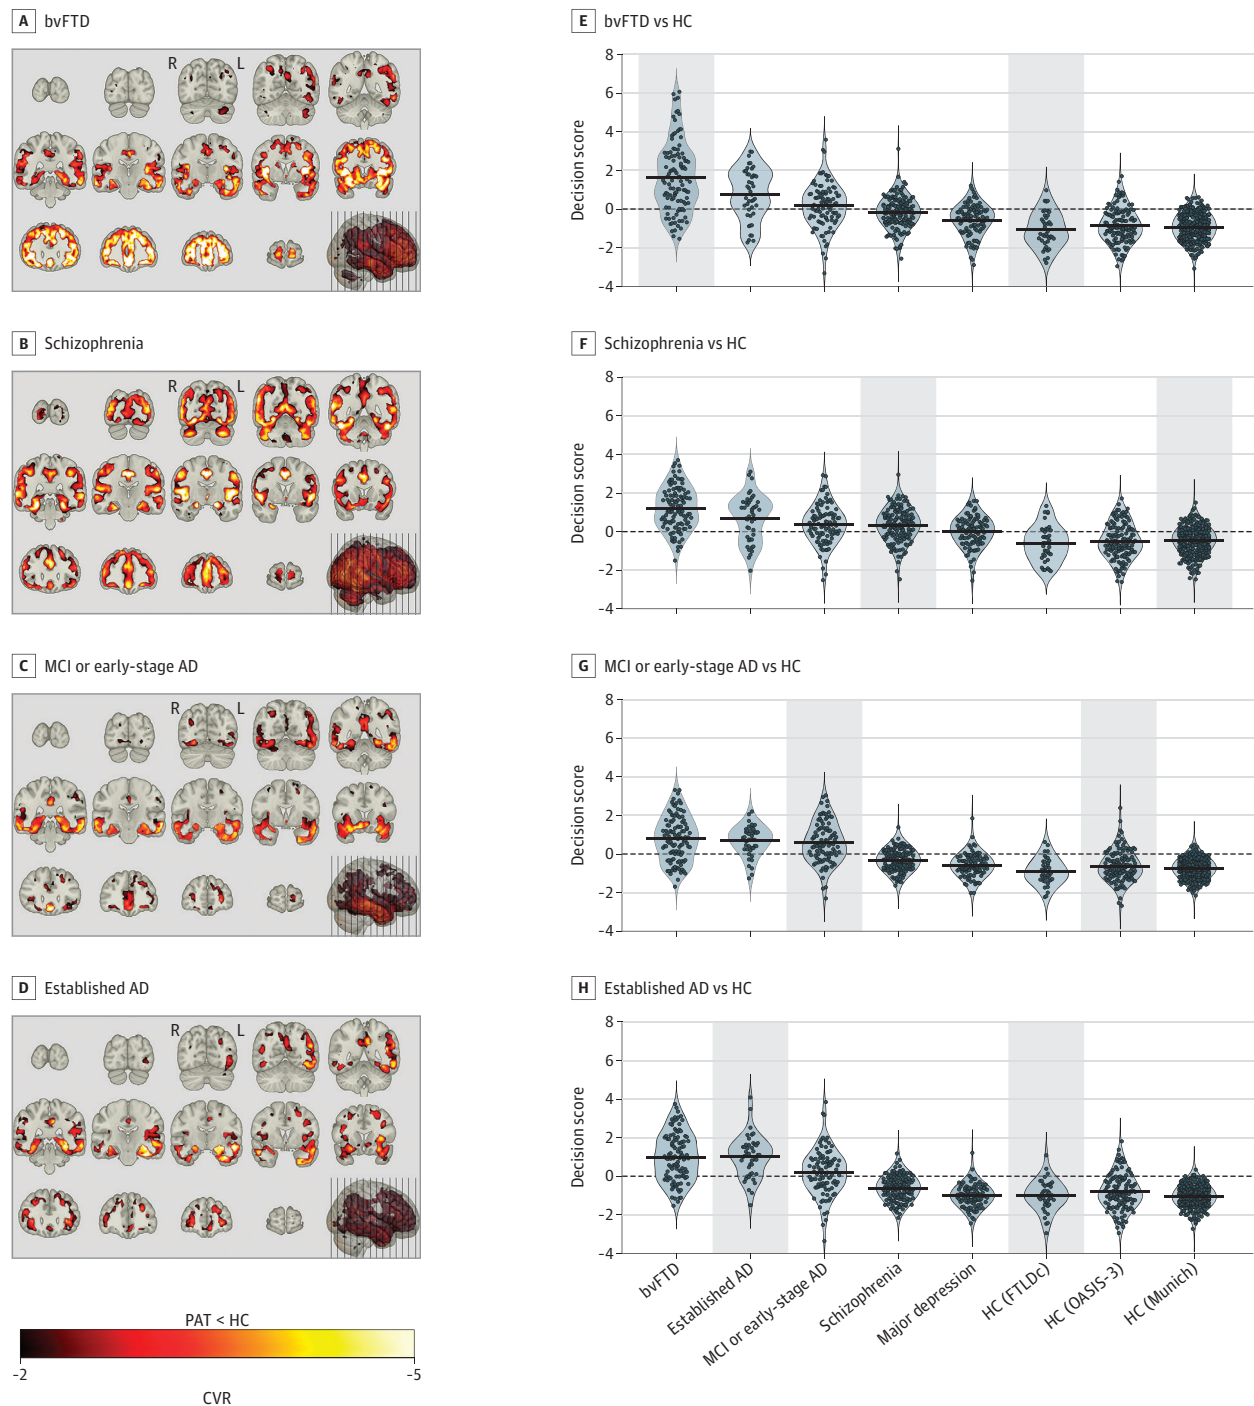 A bvFTD
R L
B Schizophrenia
R L
C MCI or early-stage AD
R L
D Established AD
R L
PAT < HC
-2 -5
CVR
E bvFTD vs HC
8
6
4
2
0
-2
-4
Decision score
F Schizophrenia vs HC
8
6
4
2
0
-2
-4
Decision score
G MCI or early-stage AD vs HC
8
6
4
2
0
-2
-4
Decision score
H Established AD vs HC
8
6
4
2
0
-2
-4
Decision score
bvFTD
Established AD
MCI or early-stage AD
Schizophrenia
Major depression
HC (FTLDc)
HC (OASIS-3)
HC (Munich)